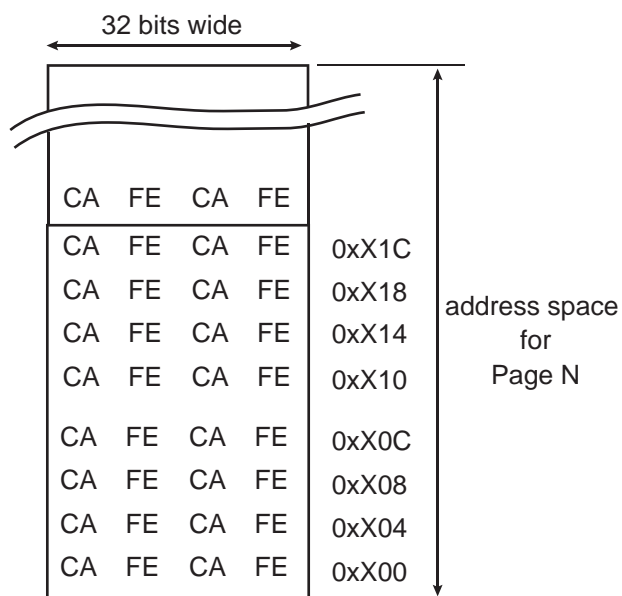 32 bits wide
CA FE CA FE
CA FE CA FE 0xX1C
CA FE CA FE 0xX18
CA FE CA FE 0xX14
CA FE CA FE 0xX10
CA FE CA FE 0xX0C
CA FE CA FE 0xX08
CA FE CA FE 0xX04
CA FE CA FE 0xX00
address space
for
Page N